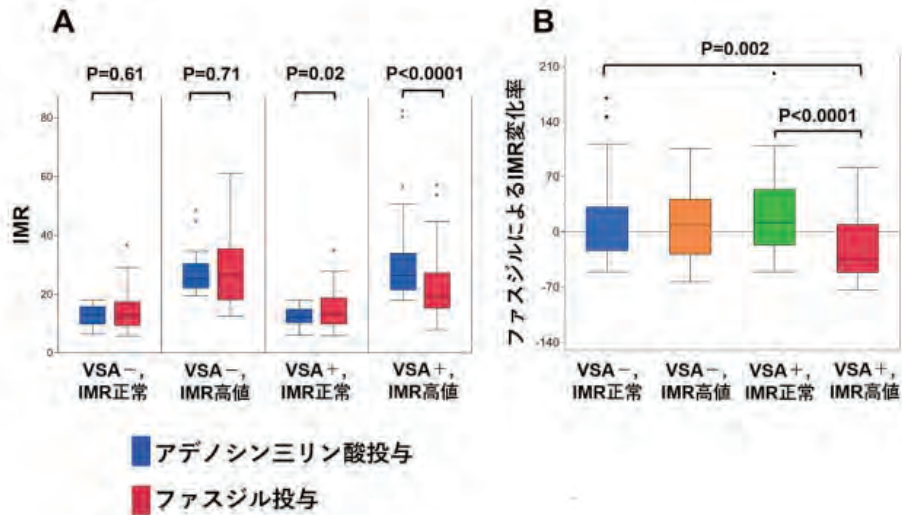 A
P=0.61 P=0.71 P=0.02 P<0.0001
IMR
80
60
40
20
0
VSA－, VSA－, VSA＋, VSA＋,
IMR正常 IMR高値 IMR正常 IMR高値
アデノシン三リン酸投与
ファスジル投与
B
P=0.002
P<0.0001
ファスジルによるIMR変化率
210
140
70
0
-70
-140
VSA－, VSA－, VSA＋, VSA＋,
IMR正常 IMR高値 IMR正常 IMR高値